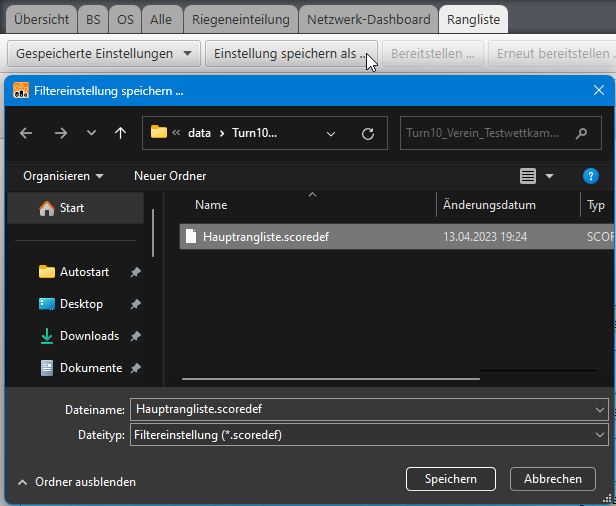 Übersicht BS OS Alle Riegeneinteilung Netzwerk-Dashboard Rangliste
Gespeicherte Einstellungen Einstellung speichern als ... Bereitstellen ... Erneut bereitstellen ...
Filtereinstellung speichern ...
data Turn10... Turn10_Verein_Testwettkam...
Organisieren Neuer Ordner
Start
Autostart
Desktop
Downloads
Dokumente
Name Änderungsdatum Typ
Hauptrangliste.scoredef 13.04.2023 19:24 SCOR
Dateiname: Hauptrangliste.scoredef
Dateityp: Filtereinstellung (*.scoredef)
Ordner ausblenden Speichern Abbrechen